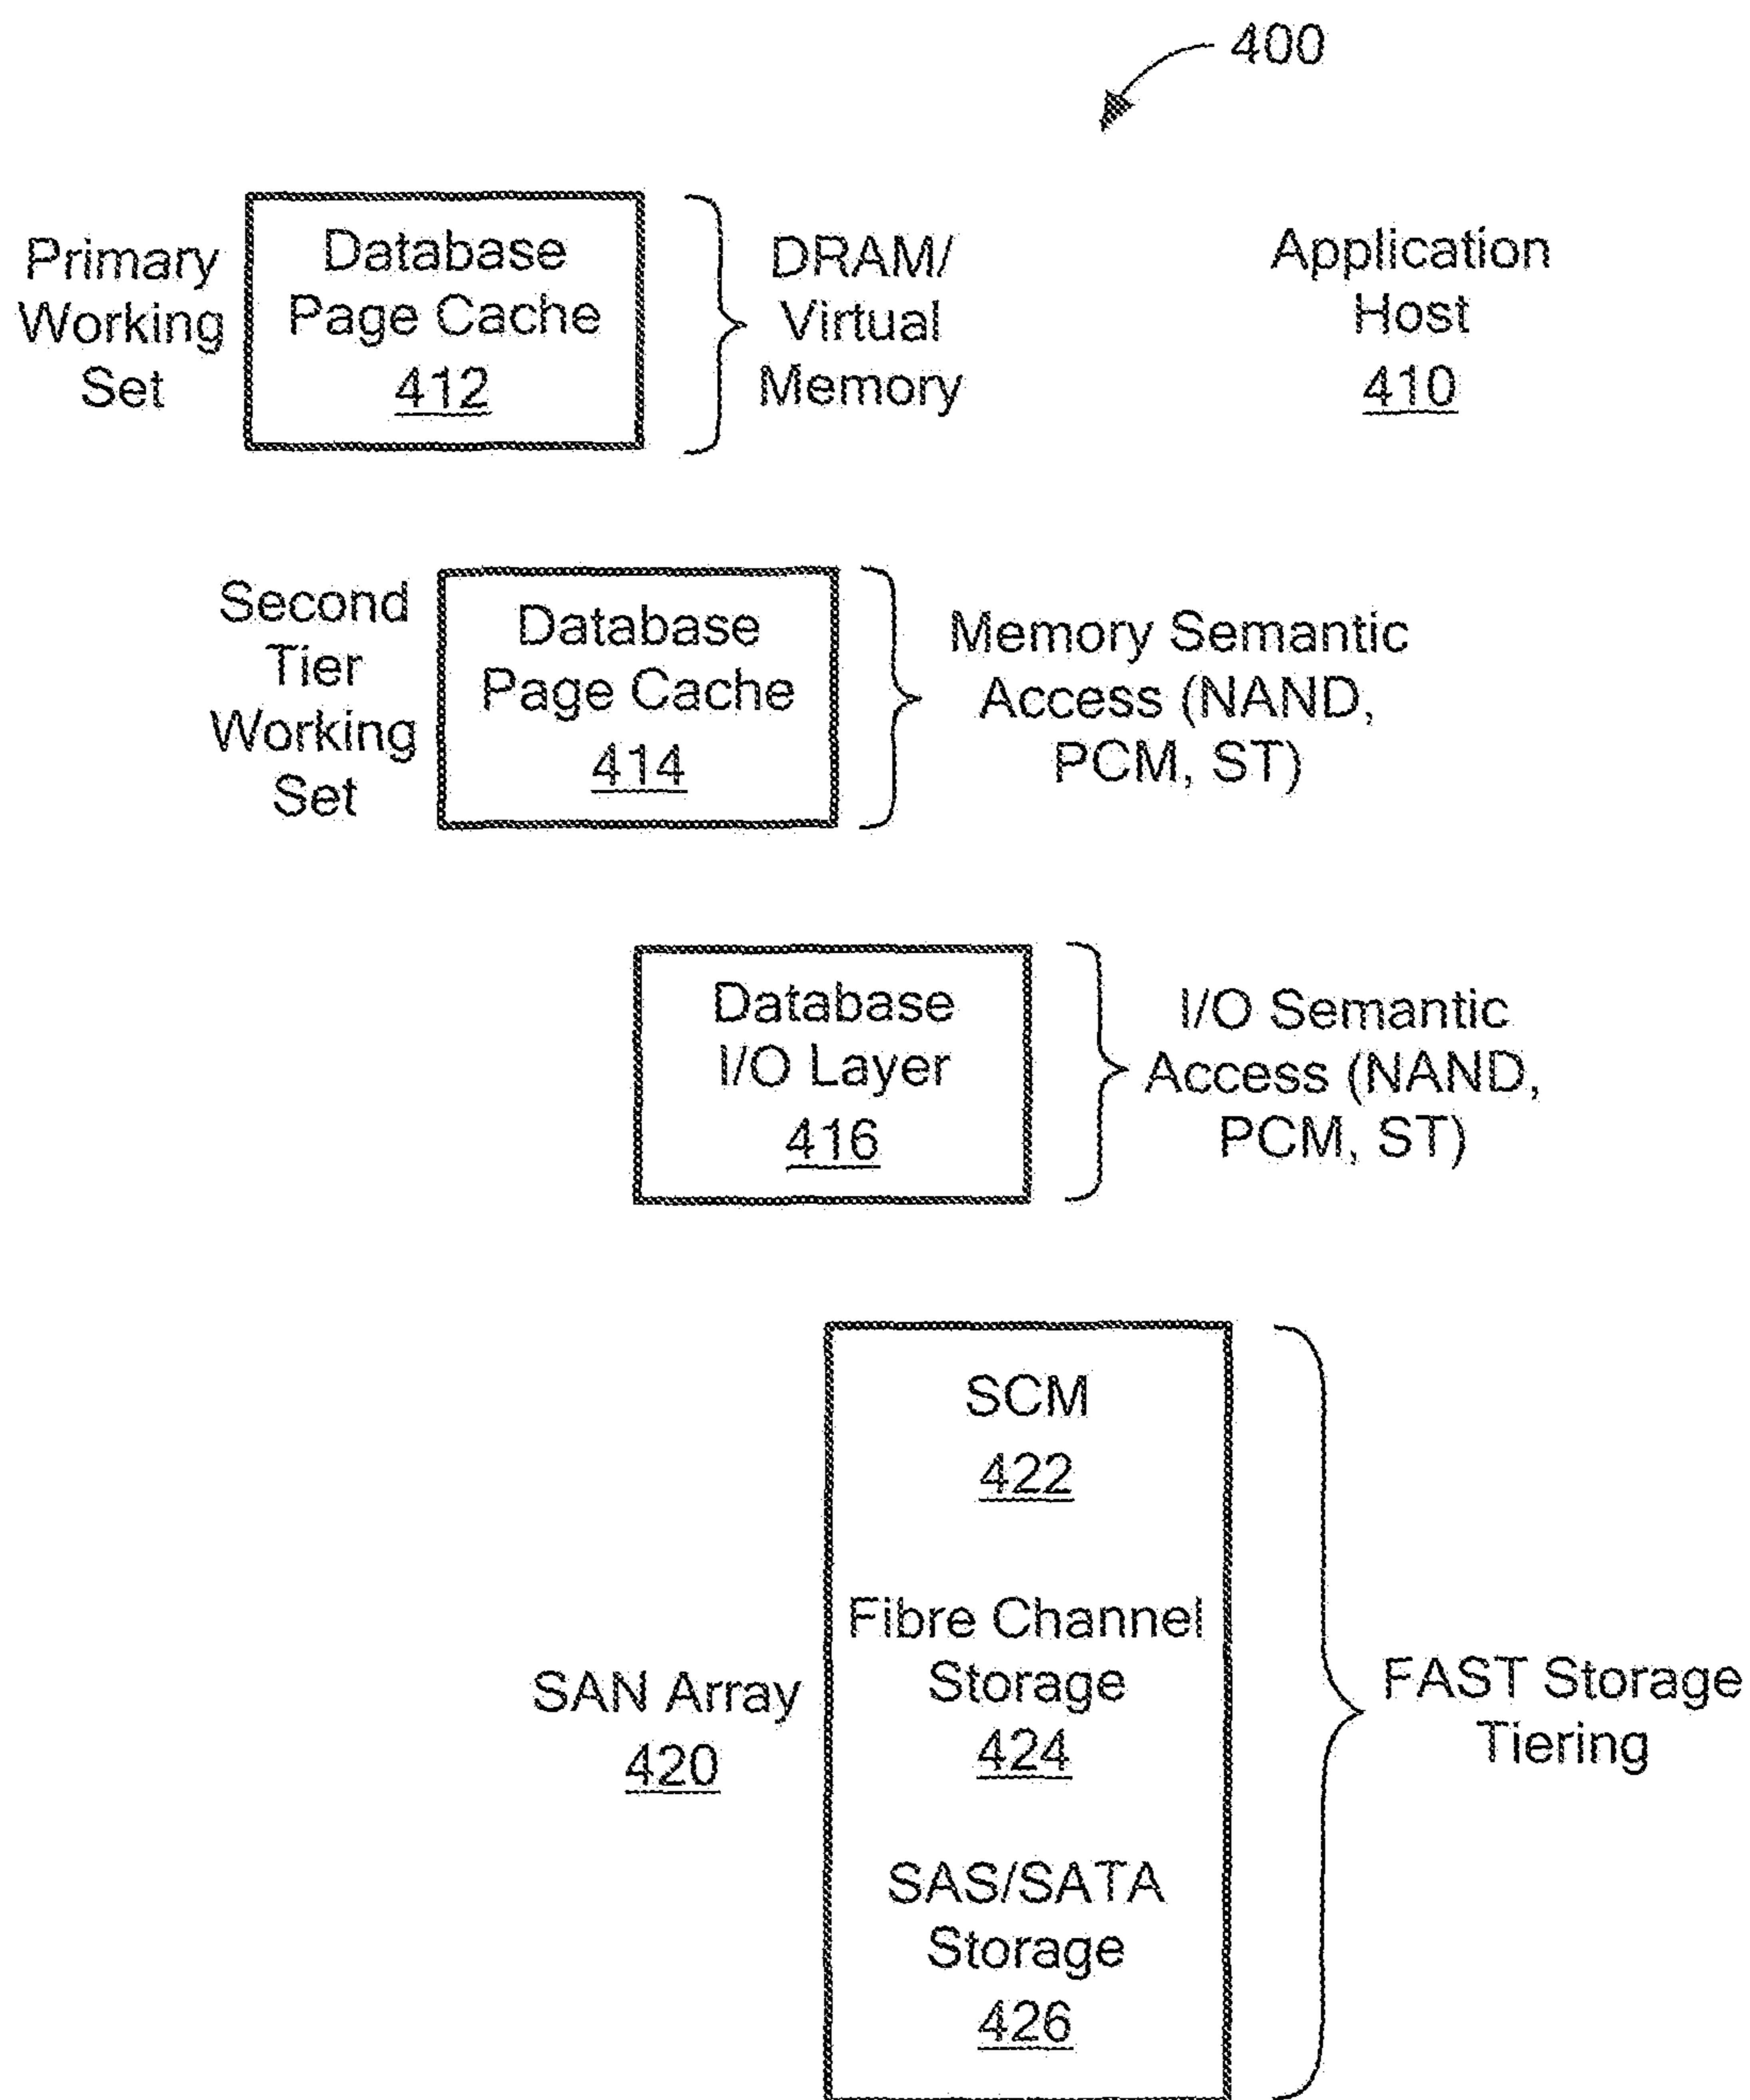 400
Primary
Working
Set
Database
Page Cache
412
DRAM/
Virtual
Memory
Application
Host
410
Second
Tier
Working
Set
Database
Page Cache
414
Memory Semantic
Access (NAND,
PCM, ST)
Database
I/O Layer
416
I/O Semantic
Access (NAND,
PCM, ST)
SAN Array
420
SCM
422
Fibre Channel
Storage
424
SAS/SATA
Storage
426
FAST Storage
Tiering